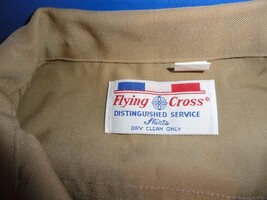 Flying Cross®
DISTINGUISHED SERVICE
Shirts
DRY CLEAN ONLY